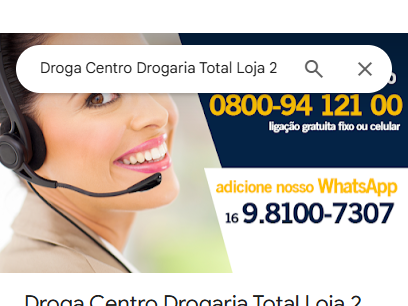 Droga Centro Drogaria Total Loja 2
0800-94 121 00
ligação gratuita fixo ou celular
adicione nosso WhatsApp
16 9.8100-7307
Droga Centro Drogaria Total Loja 2